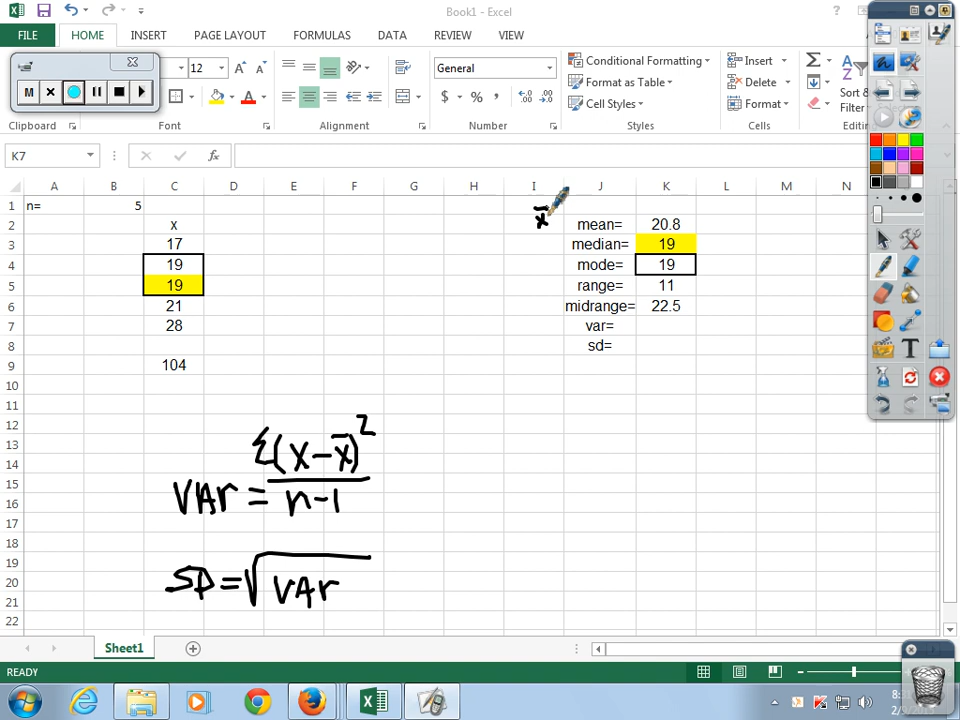 Book1 - Excel
FILE HOME INSERT PAGE LAYOUT FORMULAS DATA REVIEW VIEW
M
12 A A
General
Conditional Formatting
Format as Table
Cell Styles
Insert
Delete
Format
Sort &
Filter
$ % ,
Clipboard Font Alignment Number Styles Cells Editin
K7 fx
A B C D E F G H I J K L M N
1 n= 5
2 x x̅ mean= 20.8
3 17 median= 19
4 19 mode= 19
5 19 range= 11
6 21 midrange= 22.5
7 28 var=
8 sd=
9 104
10
11
12
13
14
15
16
17
18
19
20
21
22
Σ(x-x̅)²
VAr = n-1
SD = √VAr
Sheet1
READY